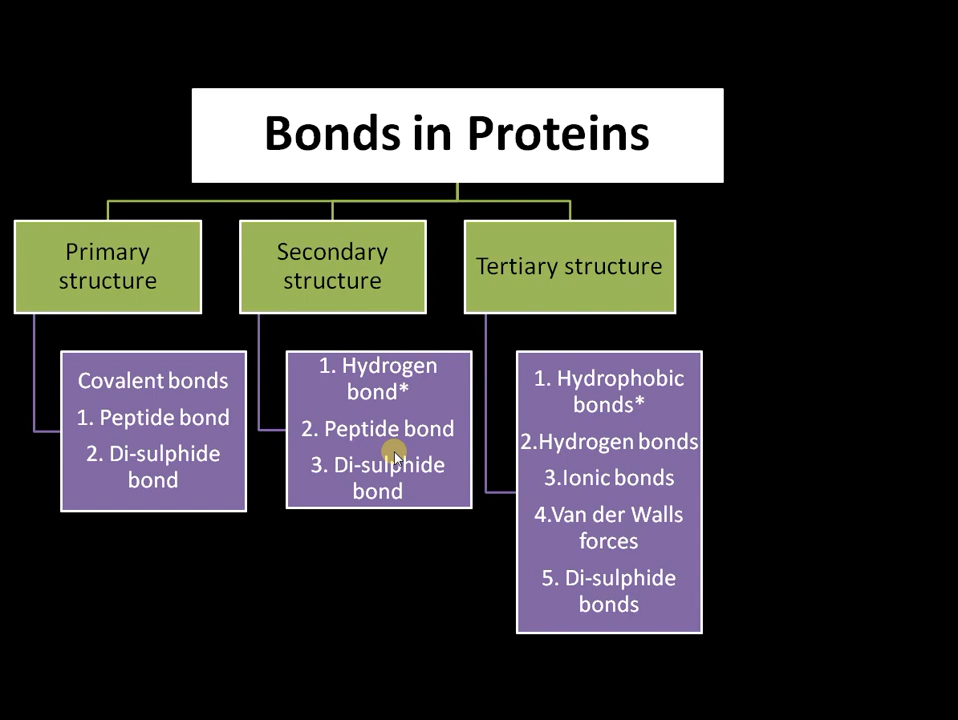 Bonds in Proteins
Primary
structure
Secondary
structure
Tertiary structure
Covalent bonds
1. Peptide bond
2. Di-sulphide
bond
1. Hydrogen
bond*
2. Peptide bond
3. Di-sulphide
bond
1. Hydrophobic
bonds*
2.Hydrogen bonds
3.Ionic bonds
4.Van der Walls
forces
5. Di-sulphide
bonds